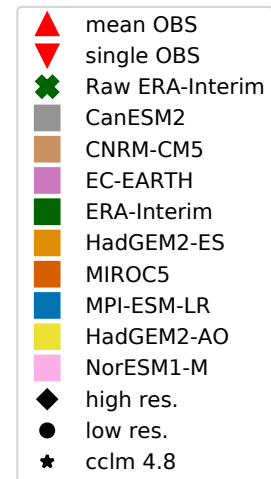 mean OBS
single OBS
Raw ERA-Interim
CanESM2
CNRM-CM5
EC-EARTH
ERA-Interim
HadGEM2-ES
MIROC5
MPI-ESM-LR
HadGEM2-AO
NorESM1-M
high res.
low res.
cclm 4.8